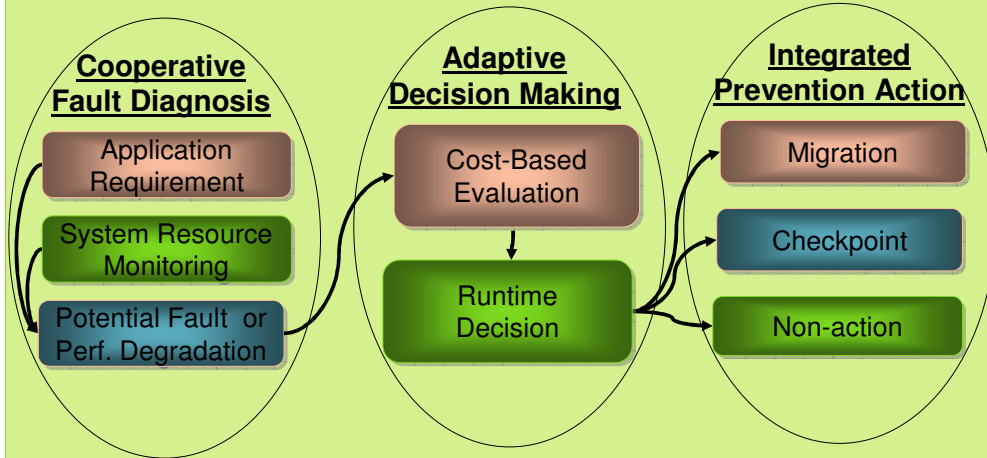 Cooperative
Fault Diagnosis
Application
Requirement
System Resource
Monitoring
Potential Fault or
Perf. Degradation
Adaptive
Decision Making
Cost-Based
Evaluation
Runtime
Decision
Integrated
Prevention Action
Migration
Checkpoint
Non-action